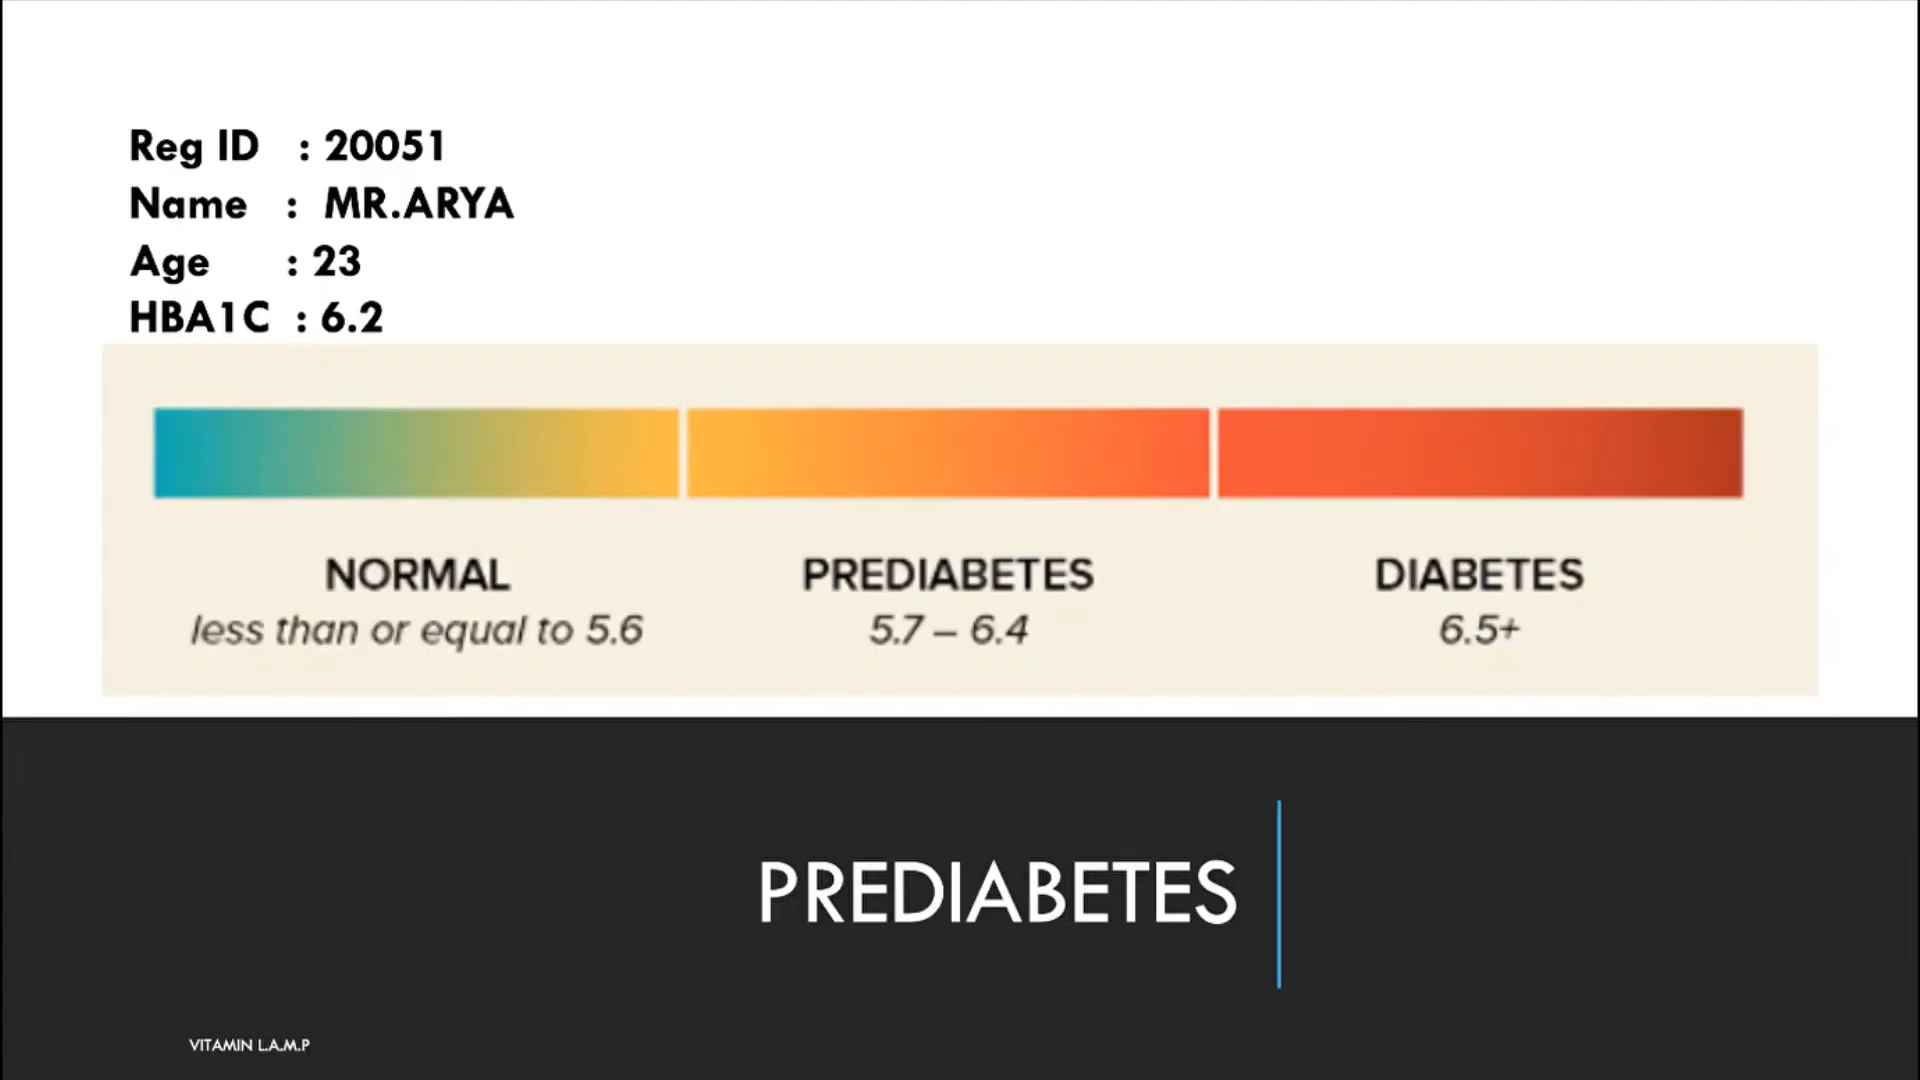 Reg ID : 20051
Name : MR.ARYA
Age : 23
HBA1C : 6.2
NORMAL
less than or equal to 5.6
PREDIABETES
5.7 – 6.4
DIABETES
6.5+
PREDIABETES
VITAMIN L.A.M.P